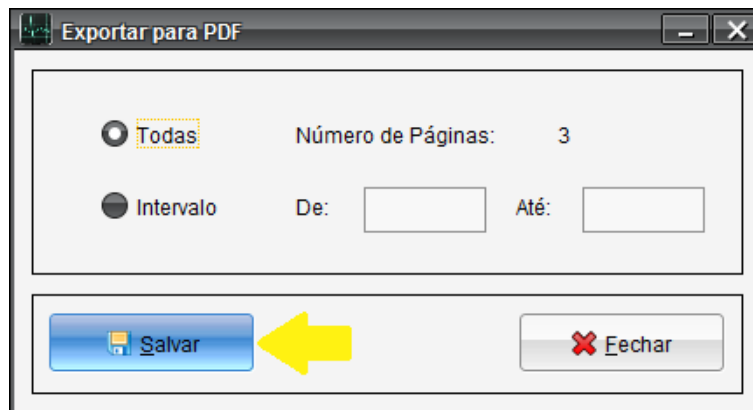 Exportar para PDF
Todas Número de Páginas: 3
Intervalo De: Até:
Salvar Fechar